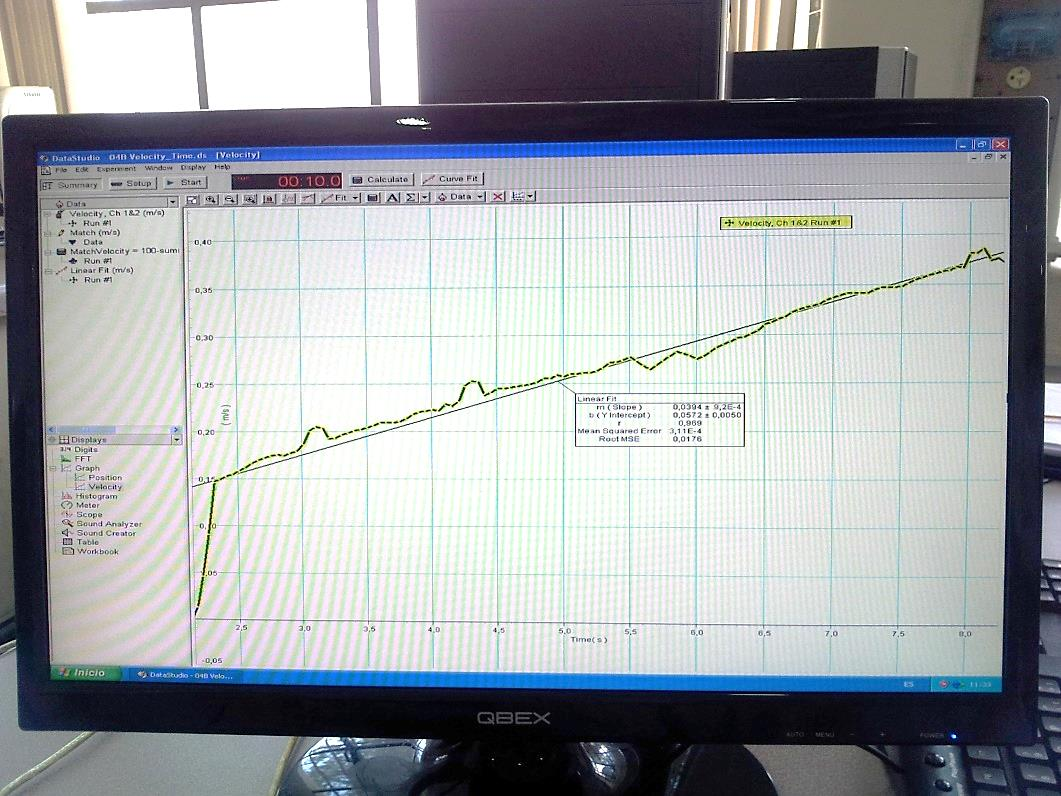 DataStudio 04B Velocity_Time.ds [Velocity]
File Edit Experiment Window Display Help
Summary Setup Start 00:10.0 Calculate Curve Fit
Data
Fit A Σ Data
Velocity, Ch 1&2 (m/s)
Run #1
Match (m/s)
Data
MatchVelocity = 100-sum
Run #1
Linear Fit (m/s)
Run #1
Displays
Digits
FFT
Graph
Position
Velocity
Histogram
Meter
Scope
Sound Analyzer
Sound Creator
Table
Workbook
Velocity, Ch 1&2 Run #1
0,40
0,35
0,30
0,25
0,20
0,15
0,10
0,05
-0,05
(m/s)
Linear Fit
m (Slope) 0,0394 ± 9,2E-4
b (Y Intercept) 0,0572 ± 0,0050
r 0,969
Mean Squared Error 3,11E-4
Root MSE 0,0176
2,5 3,0 3,5 4,0 4,5 5,0 5,5 6,0 6,5 7,0 7,5 8,0
Time(s)
Inicio DataStudio - 04B Velo... ES 11:33
QBEX
AUTO MENU - + POWER